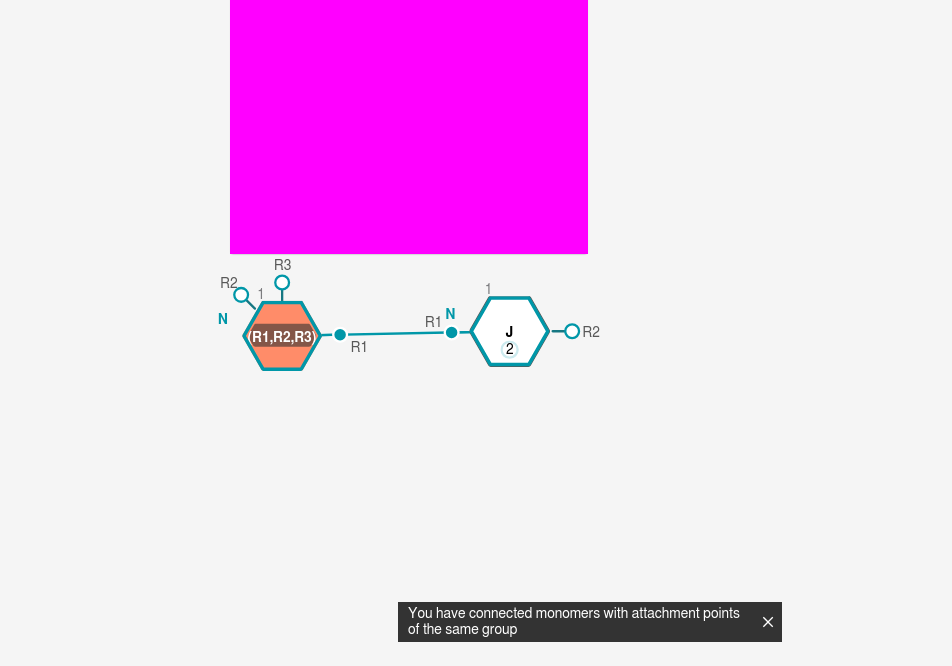 R3
R2
1
N
(R1,R2,R3)
R1
R1
N
1
J
2
R2
You have connected monomers with attachment points
of the same group